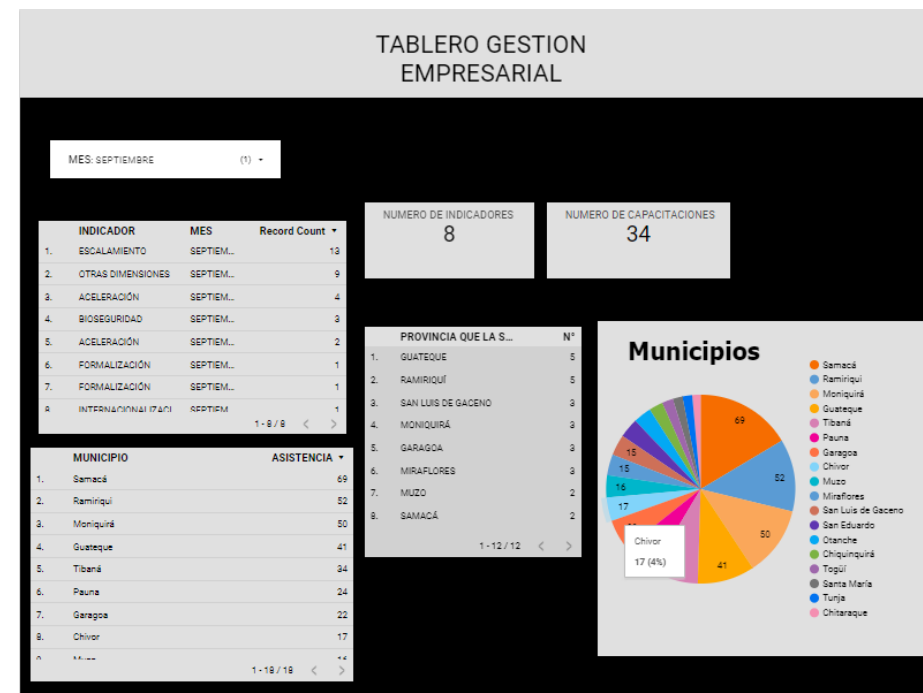 TABLERO GESTION
EMPRESARIAL
MES: SEPTIEMBRE (1)
NUMERO DE INDICADORES
8
NUMERO DE CAPACITACIONES
34
INDICADOR MES Record Count
1. ESCALAMIENTO SEPTIEM... 13
2. OTRAS DIMENSIONES SEPTIEM... 9
3. ACELERACIÓN SEPTIEM... 4
4. BIOSEGURIDAD SEPTIEM... 3
5. ACELERACIÓN SEPTIEM... 2
6. FORMALIZACIÓN SEPTIEM... 1
7. FORMALIZACIÓN SEPTIEM... 1
8. INTERNACIONALIZACI SEPTIEM 1
1 - 8 / 8
PROVINCIA QUE LA S... N°
1. GUATEQUE 5
2. RAMIRIQUÍ 5
3. SAN LUIS DE GACENO 3
4. MONIQUIRÁ 3
5. GARAGOA 3
6. MIRAFLORES 3
7. MUZO 2
8. SAMACÁ 2
1 - 12 / 12
MUNICIPIO ASISTENCIA
1. Samacá 69
2. Ramiriqui 52
3. Moniquirá 50
4. Guateque 41
5. Tibaná 34
6. Pauna 24
7. Garagoa 22
8. Chivor 17
1 - 18 / 18
Municipios
69
52
50
41
17
16
15
15
Chivor
17 (4%)
Samacá
Ramiriqui
Moniquirá
Guateque
Tibaná
Pauna
Garagoa
Chivor
Muzo
Miraflores
San Luis de Gaceno
San Eduardo
Otanche
Chiquinquirá
Togüí
Santa María
Tunja
Chitaraque